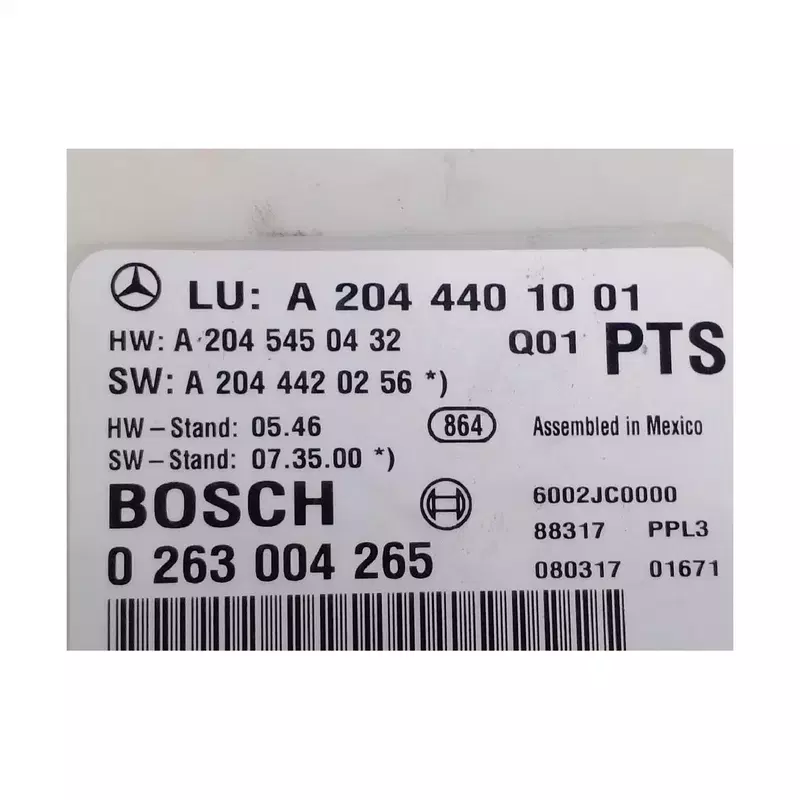 LU: A 204 440 10 01
HW: A 204 545 04 32 Q01 PTS
SW: A 204 442 02 56 *)
HW-Stand: 05.46 864 Assembled in Mexico
SW-Stand: 07.35.00 *)
BOSCH 6002JC0000
88317 PPL3
0 263 004 265 080317 01671